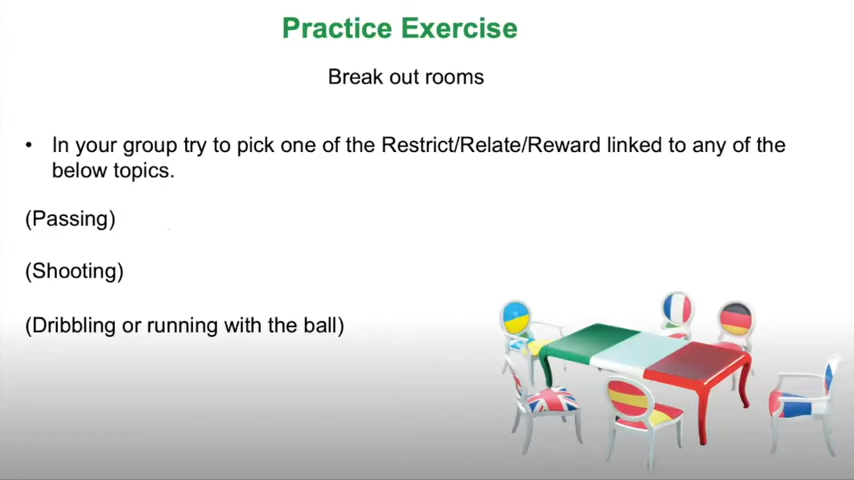 Practice Exercise
Break out rooms
• In your group try to pick one of the Restrict/Relate/Reward linked to any of the
below topics.
(Passing)
(Shooting)
(Dribbling or running with the ball)